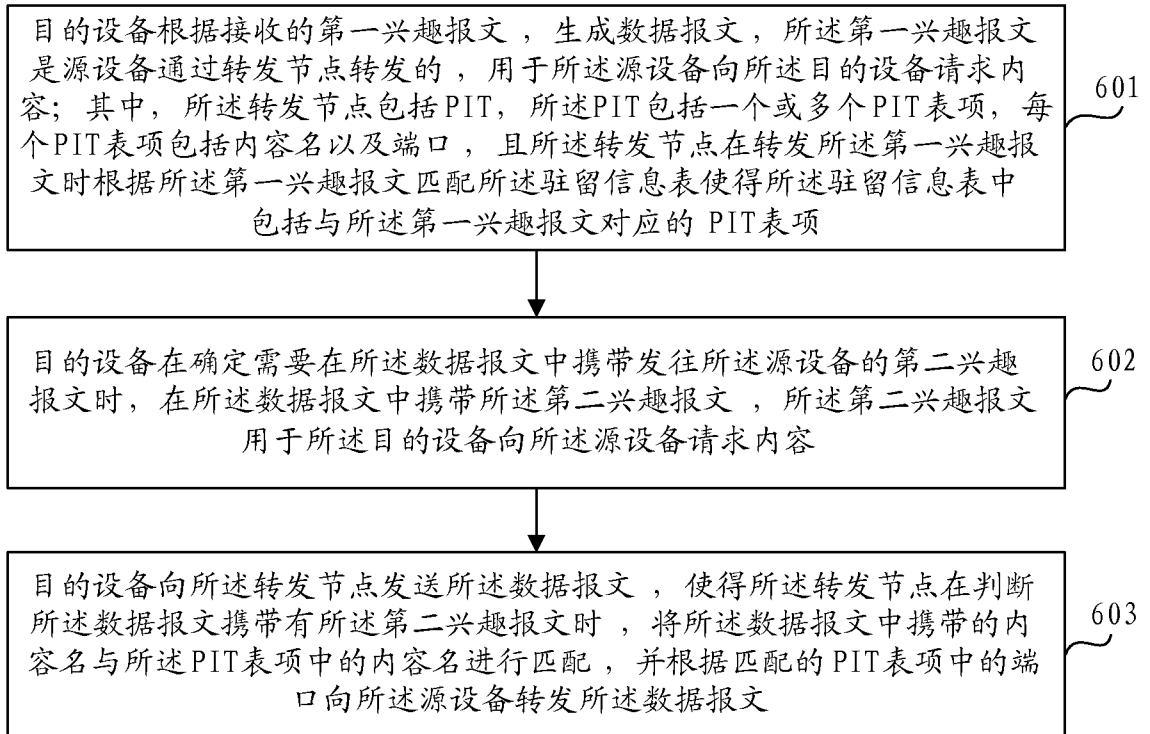 目的设备根据接收的第一兴趣报文，生成数据报文，所述第一兴趣报文
是源设备通过转发节点转发的，用于所述源设备向所述目的设备请求内
容；其中，所述转发节点包括PIT，所述PIT包括一个或多个PIT表项，每
个PIT表项包括内容名以及端口，且所述转发节点在转发所述第一兴趣报
文时根据所述第一兴趣报文匹配所述驻留信息表使得所述驻留信息表中
包括与所述第一兴趣报文对应的PIT表项
601
目的设备在确定需要在所述数据报文中携带发往所述源设备的第二兴趣
报文时，在所述数据报文中携带所述第二兴趣报文，所述第二兴趣报文
用于所述目的设备向所述源设备请求内容
602
目的设备向所述转发节点发送所述数据报文，使得所述转发节点在判断
所述数据报文携带有所述第二兴趣报文时，将所述数据报文中携带的内
容名与所述PIT表项中的内容名进行匹配，并根据匹配的PIT表项中的端
口向所述源设备转发所述数据报文
603